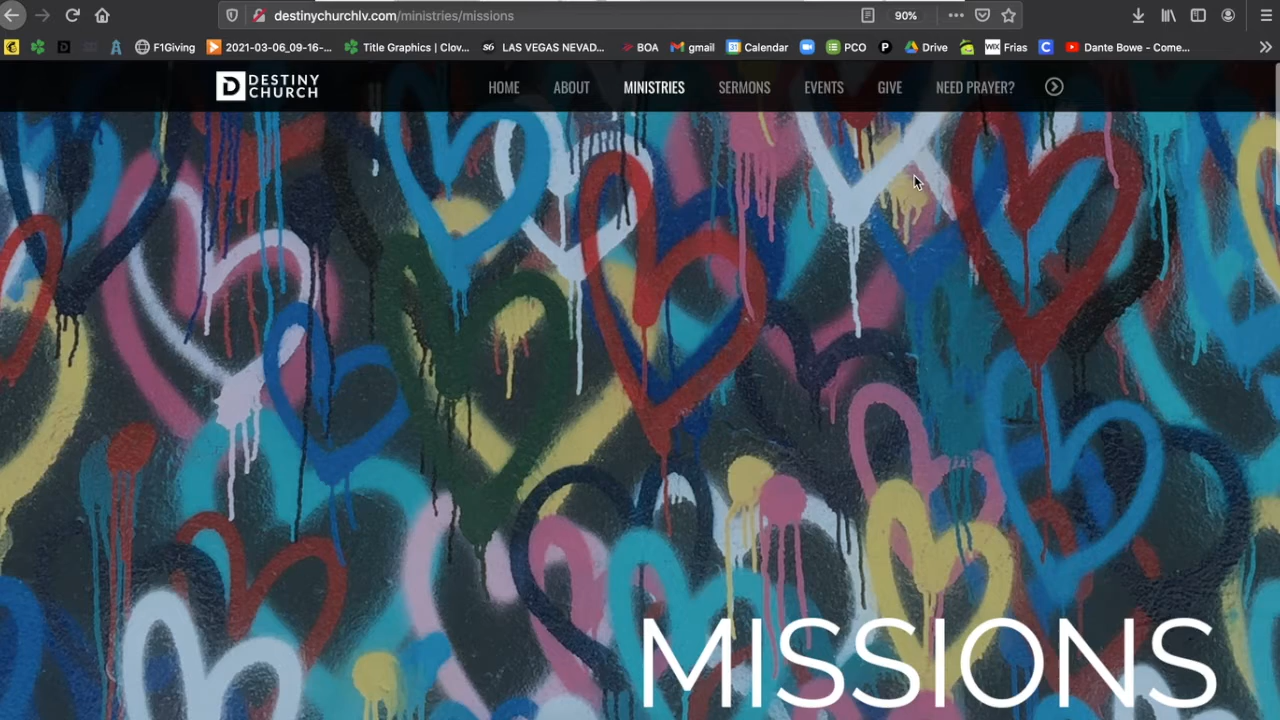 destinychurchlv.com/ministries/missions
90%
F1Giving
2021-03-06_09-16-...
Title Graphics | Clov...
LAS VEGAS NEVAD...
BOA
gmail
Calendar
PCO
Drive
WIX
Frias
Dante Bowe - Come...
D DESTINY
CHURCH
HOME
ABOUT
MINISTRIES
SERMONS
EVENTS
GIVE
NEED PRAYER?
MISSIONS